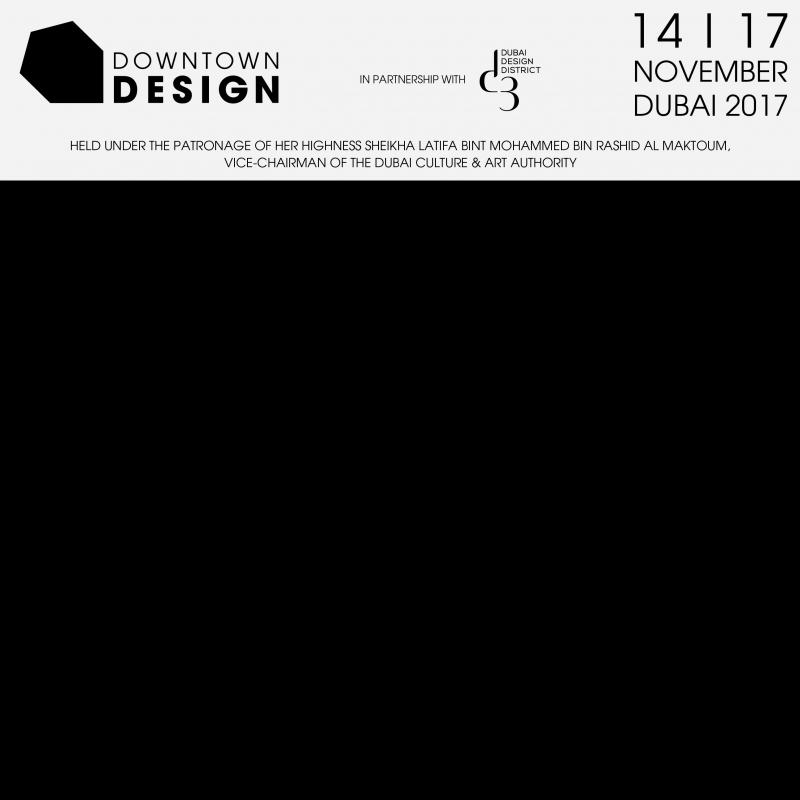 DOWNTOWN
DESIGN
IN PARTNERSHIP WITH
d3
DUBAI
DESIGN
DISTRICT
14 | 17
NOVEMBER
DUBAI 2017
HELD UNDER THE PATRONAGE OF HER HIGHNESS SHEIKHA LATIFA BINT MOHAMMED BIN RASHID AL MAKTOUM,
VICE-CHAIRMAN OF THE DUBAI CULTURE & ART AUTHORITY